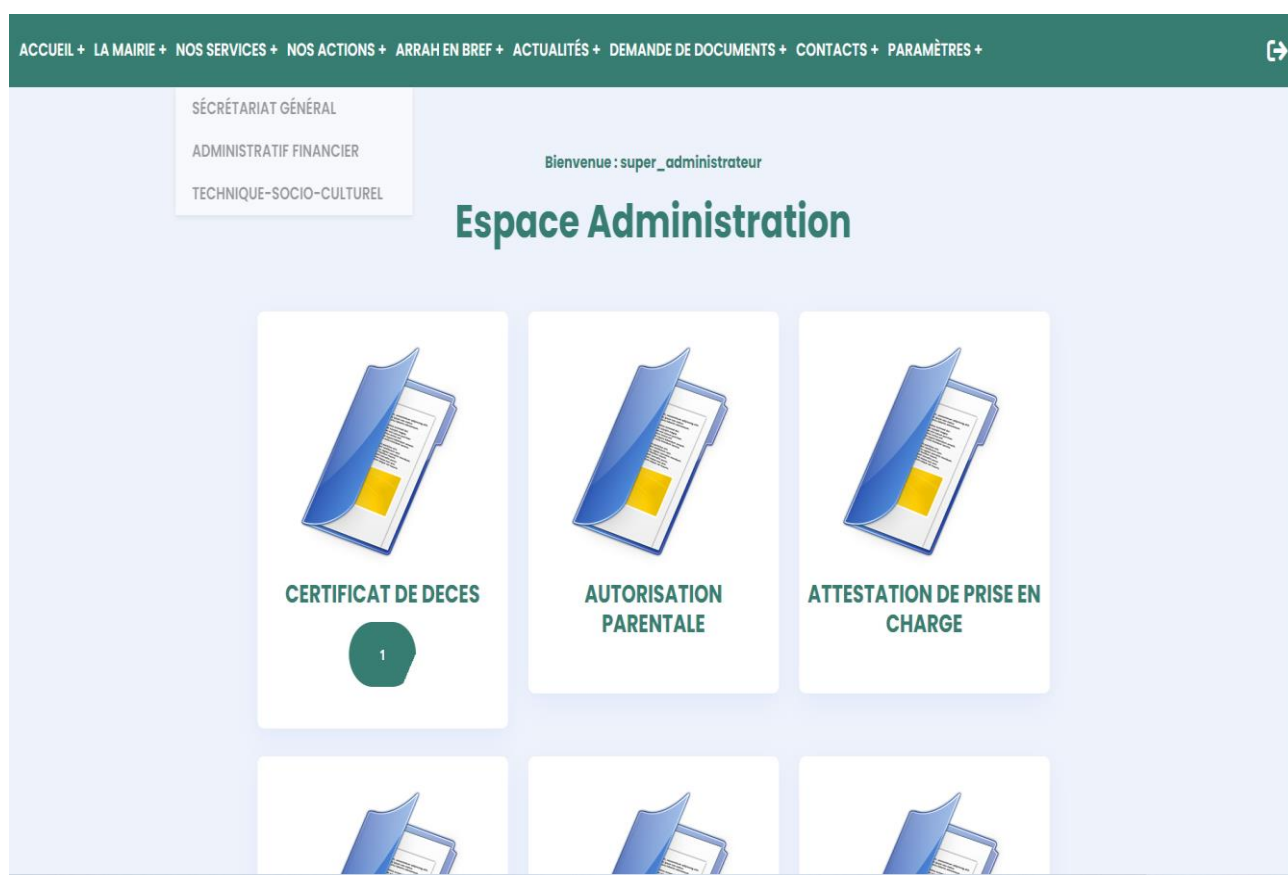 ACCUEIL + LA MAIRIE + NOS SERVICES + NOS ACTIONS + ARRAH EN BREF + ACTUALITÉS + DEMANDE DE DOCUMENTS + CONTACTS + PARAMÈTRES +
SÉCRÉTARIAT GÉNÉRAL
ADMINISTRATIF FINANCIER
TECHNIQUE-SOCIO-CULTUREL
Bienvenue : super_administrateur
Espace Administration
CERTIFICAT DE DECES
1
AUTORISATION
PARENTALE
ATTESTATION DE PRISE EN
CHARGE